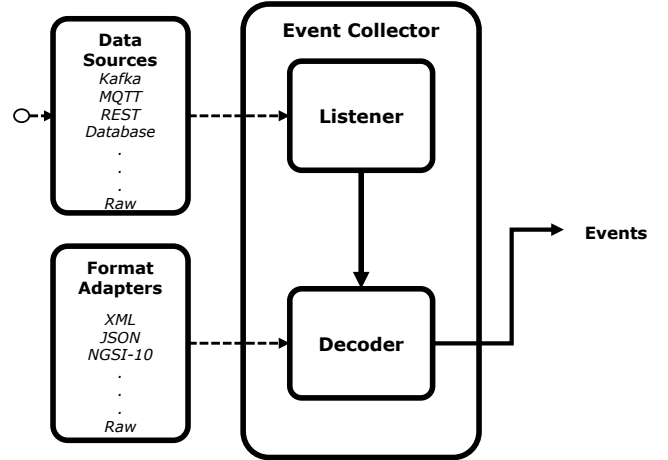 Data
Sources
Kafka
MQTT
REST
Database
.
.
.
Raw
Event Collector
Listener
Format
Adapters
XML
JSON
NGSI-10
.
.
.
Raw
Decoder
Events